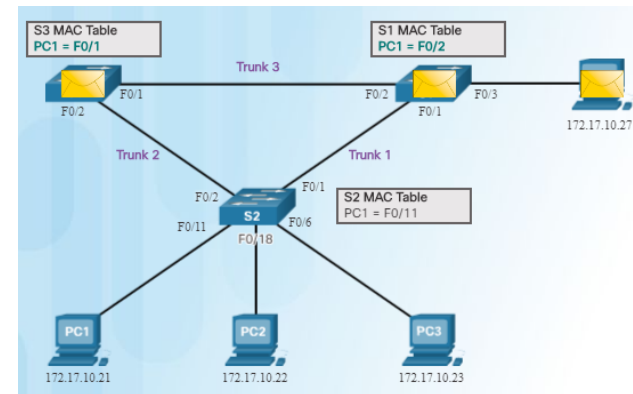 S3 MAC Table
PC1 = F0/1
S1 MAC Table
PC1 = F0/2
Trunk 3
F0/1
F0/2
F0/2
F0/1
F0/3
172.17.10.27
Trunk 2
Trunk 1
F0/2
F0/1
S2 MAC Table
PC1 = F0/11
S2
F0/11
F0/6
F0/18
PC1
PC2
PC3
172.17.10.21
172.17.10.22
172.17.10.23